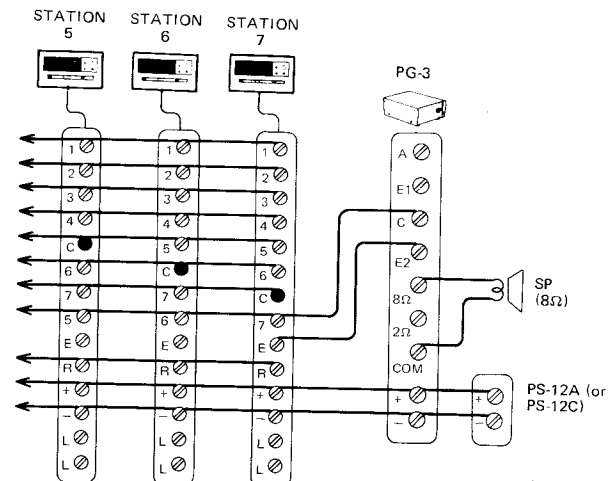 STATION 5
STATION 6
STATION 7
PG-3
1
2
3
4
C
6
7
5
E
R
+
−
L
L
1
2
3
4
5
C
7
6
E
R
+
−
L
L
1
2
3
4
5
6
C
7
E
R
+
−
L
L
A
E1
C
E2
8Ω
2Ω
COM
+
−
SP
(8Ω)
+
−
PS-12A (or
PS-12C)